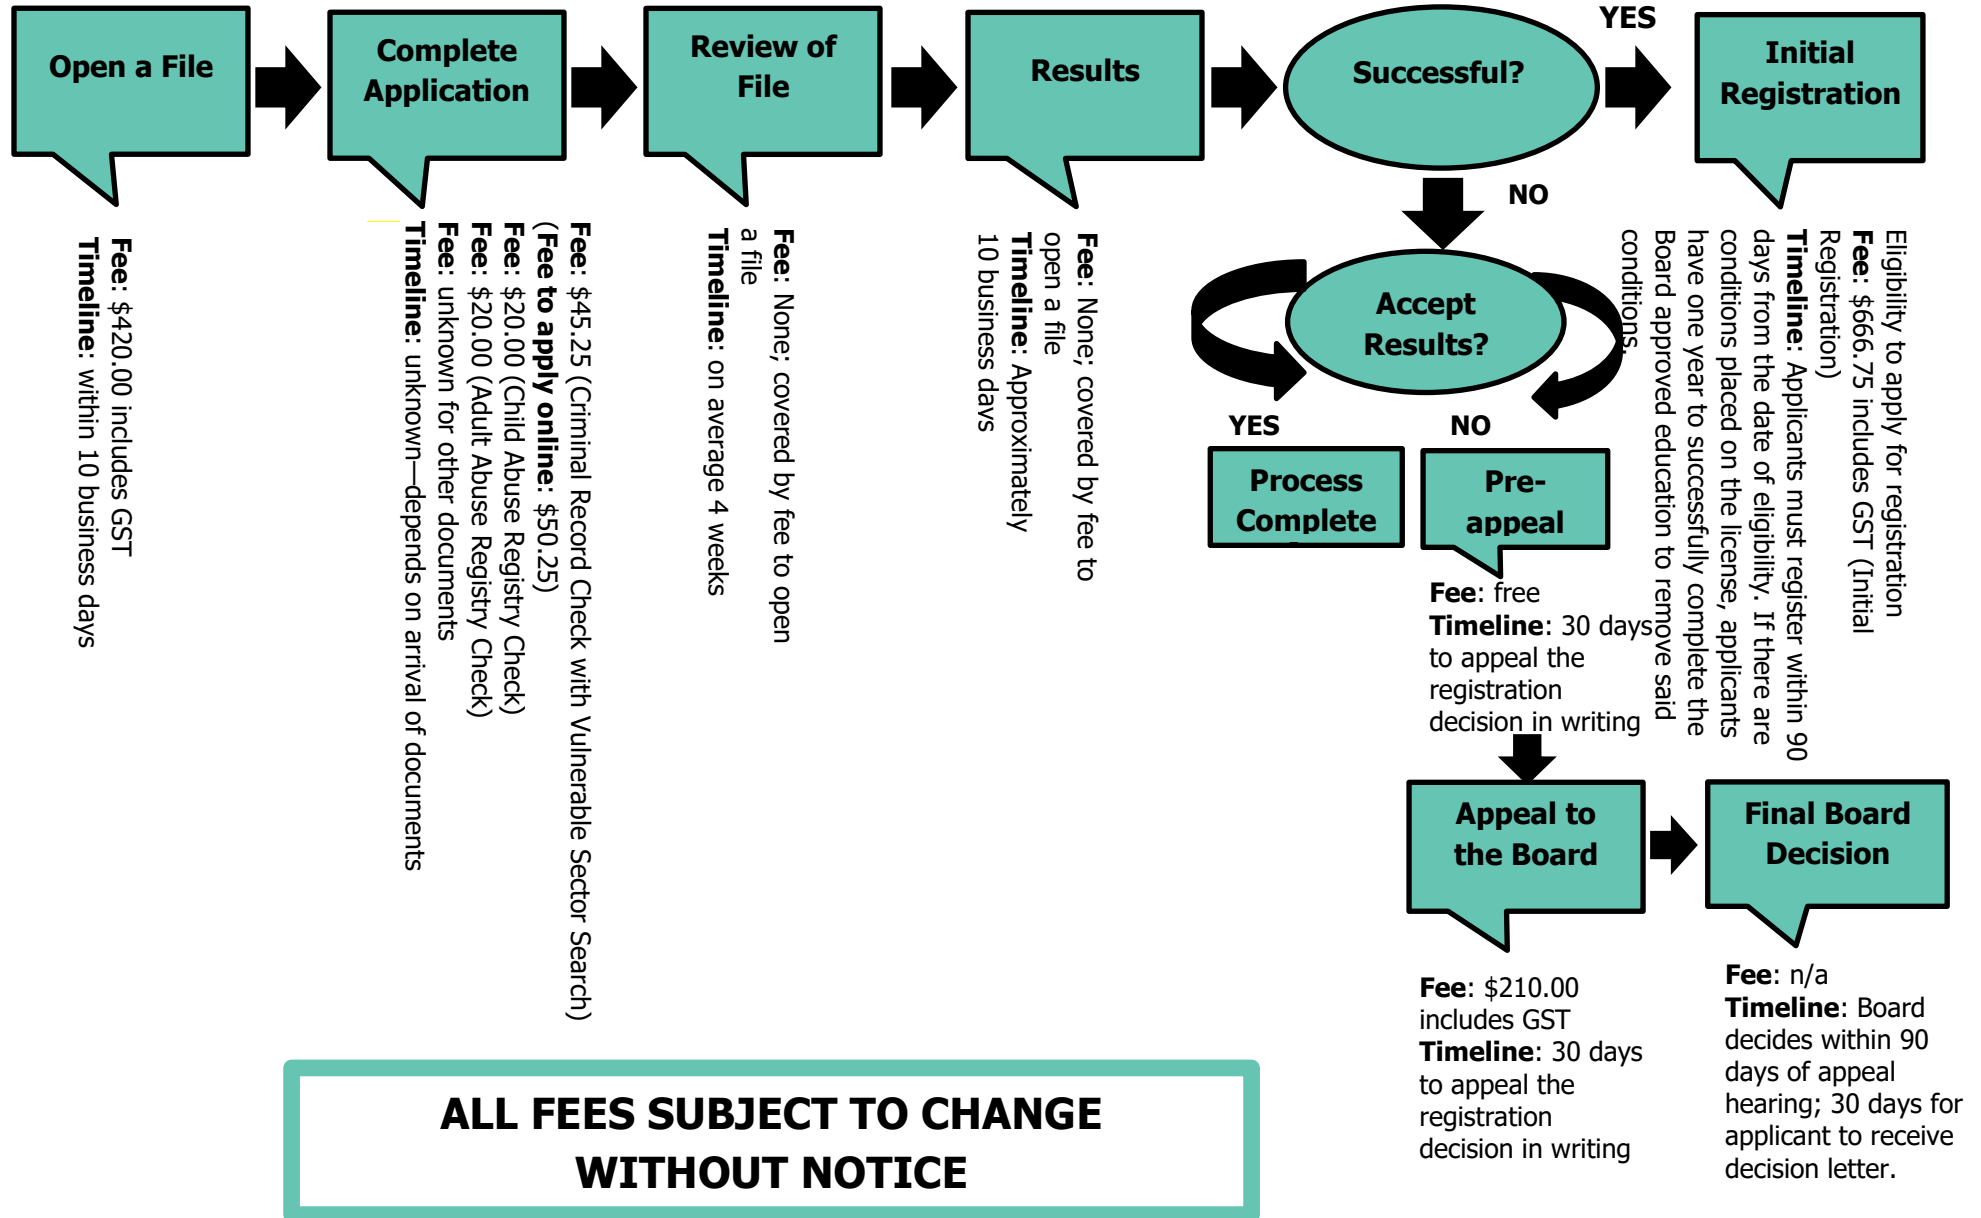 Open a File
Complete
Application
Review of
File
Results
Successful?
YES
Initial
Registration
NO
Fee: $420.00 includes GST
Timeline: within 10 business days
Fee: $45.25 (Criminal Record Check with Vulnerable Sector Search)
(Fee to apply online: $50.25)
Fee: $20.00 (Child Abuse Registry Check)
Fee: $20.00 (Adult Abuse Registry Check)
Fee: unknown for other documents
Timeline: unknown—depends on arrival of documents
Fee: None; covered by fee to open
a file
Timeline: on average 4 weeks
Fee: None; covered by fee to
open a file
Timeline: Approximately
10 business days
Eligibility to apply for registration
Fee: $666.75 includes GST (Initial
Registration)
Timeline: Applicants must register within 90
days from the date of eligibility. If there are
conditions placed on the license, applicants
have one year to successfully complete the
Board approved education to remove said
conditions.
Accept
Results?
YES
NO
Process
Complete
Pre-
appeal
Fee: free
Timeline: 30 days
to appeal the
registration
decision in writing
Appeal to
the Board
Final Board
Decision
Fee: $210.00
includes GST
Timeline: 30 days
to appeal the
registration
decision in writing
Fee: n/a
Timeline: Board
decides within 90
days of appeal
hearing; 30 days for
applicant to receive
decision letter.
ALL FEES SUBJECT TO CHANGE
WITHOUT NOTICE